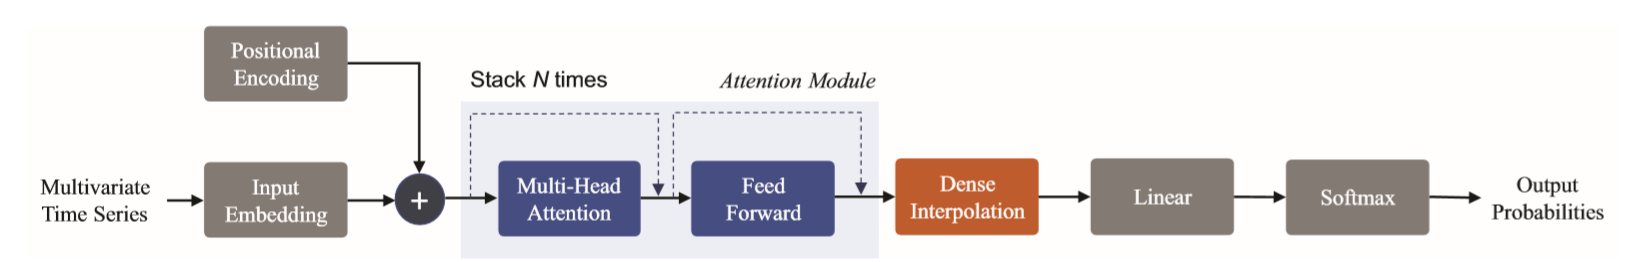 Positional
Encoding
Stack N times
Attention Module
Multivariate
Time Series
Input
Embedding
+
Multi-Head
Attention
Feed
Forward
Dense
Interpolation
Linear
Softmax
Output
Probabilities